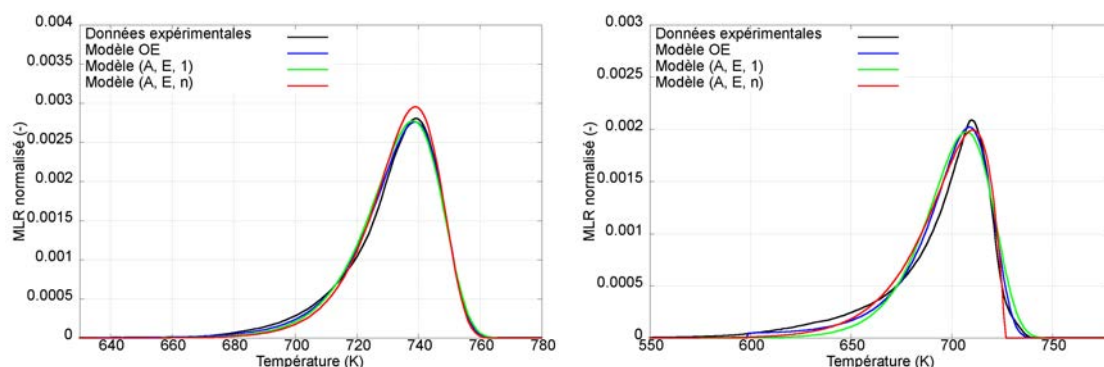 0.004
0.0035
0.003
0.0025
0.002
0.0015
0.001
0.0005
0
MLR normalisé (-)
Données expérimentales
Modèle OE
Modèle (A, E, 1)
Modèle (A, E, n)
640 660 680 700 720 740 760 780
Température (K)
0.003
0.0025
0.002
0.0015
0.001
0.0005
0
MLR normalisé (-)
Données expérimentales
Modèle OE
Modèle (A, E, 1)
Modèle (A, E, n)
550 600 650 700 750
Température (K)